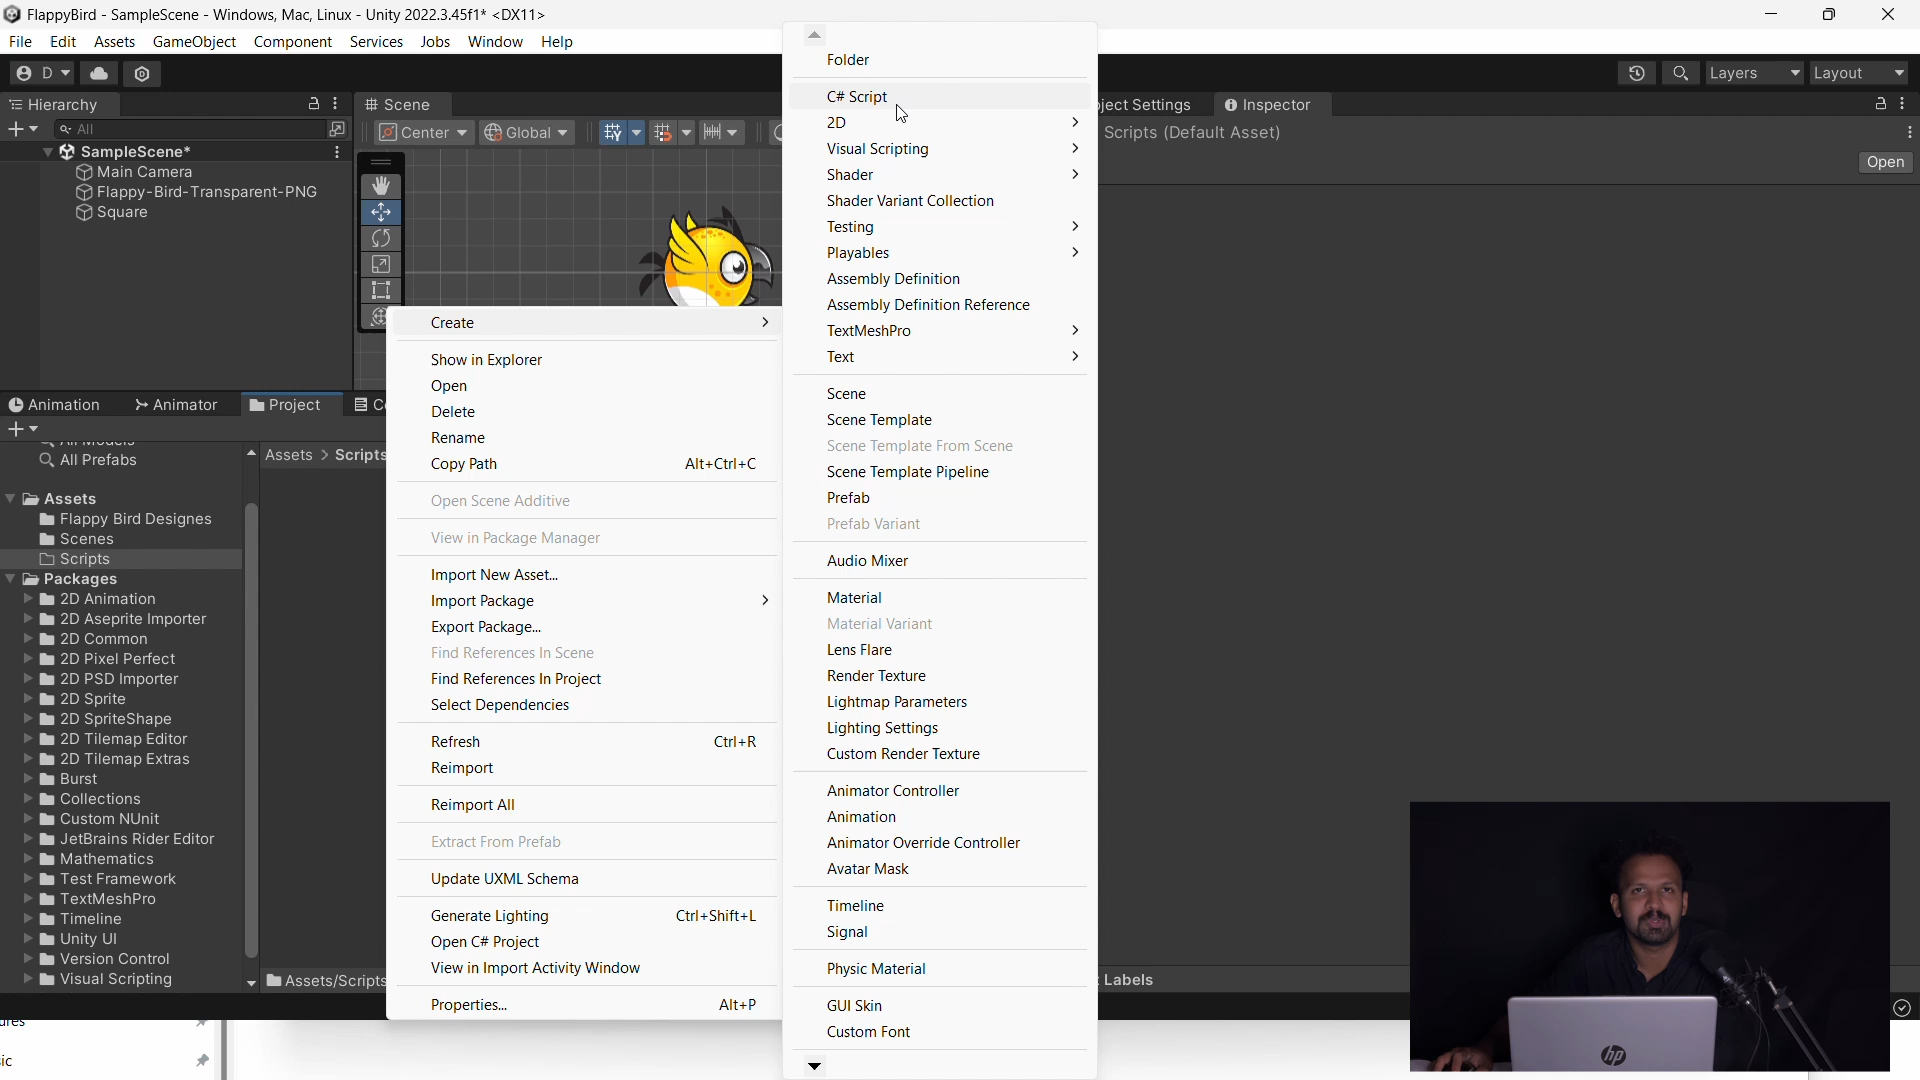 FlappyBird - SampleScene - Windows, Mac, Linux - Unity 2022.3.45f1* <DX11>
File Edit Assets GameObject Component Services Jobs Window Help
D
Layers
Layout
Hierarchy
All
SampleScene*
Main Camera
Flappy-Bird-Transparent-PNG
Square
Scene
Center
Global
ject Settings
Inspector
Scripts (Default Asset)
Open
Animation
Animator
Project
All Prefabs
Assets
Flappy Bird Designes
Scenes
Scripts
Packages
2D Animation
2D Aseprite Importer
2D Common
2D Pixel Perfect
2D PSD Importer
2D Sprite
2D SpriteShape
2D Tilemap Editor
2D Tilemap Extras
Burst
Collections
Custom NUnit
JetBrains Rider Editor
Mathematics
Test Framework
TextMeshPro
Timeline
Unity UI
Version Control
Visual Scripting
Assets > Scripts
Assets/Scripts
Create
Show in Explorer
Open
Delete
Rename
Copy Path Alt+Ctrl+C
Open Scene Additive
View in Package Manager
Import New Asset...
Import Package
Export Package...
Find References In Scene
Find References In Project
Select Dependencies
Refresh Ctrl+R
Reimport
Reimport All
Extract From Prefab
Update UXML Schema
Generate Lighting Ctrl+Shift+L
Open C# Project
View in Import Activity Window
Properties... Alt+P
Folder
C# Script
2D
Visual Scripting
Shader
Shader Variant Collection
Testing
Playables
Assembly Definition
Assembly Definition Reference
TextMeshPro
Text
Scene
Scene Template
Scene Template From Scene
Scene Template Pipeline
Prefab
Prefab Variant
Audio Mixer
Material
Material Variant
Lens Flare
Render Texture
Lightmap Parameters
Lighting Settings
Custom Render Texture
Animator Controller
Animation
Animator Override Controller
Avatar Mask
Timeline
Signal
Physic Material
GUI Skin
Custom Font
Labels
hp